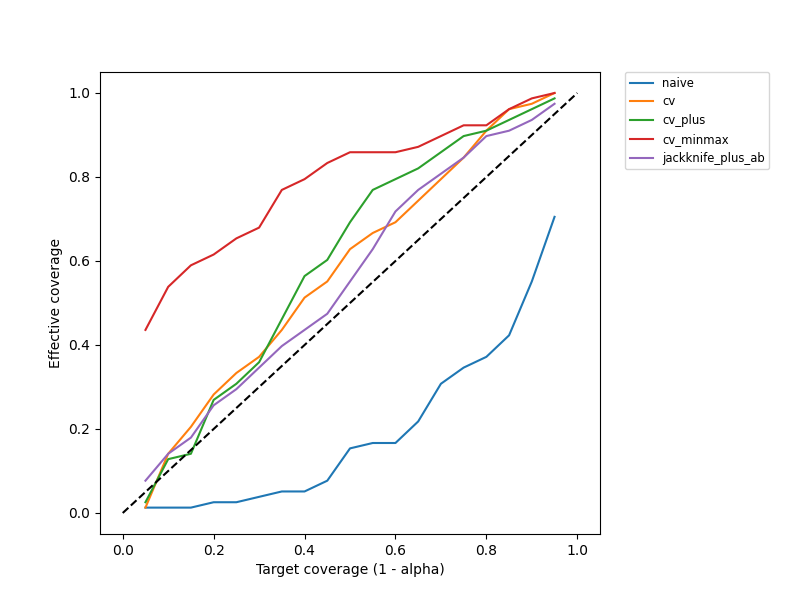 naive
cv
cv_plus
cv_minmax
jackknife_plus_ab
Effective coverage
1.0
0.8
0.6
0.4
0.2
0.0
0.0 0.2 0.4 0.6 0.8 1.0
Target coverage (1 - alpha)